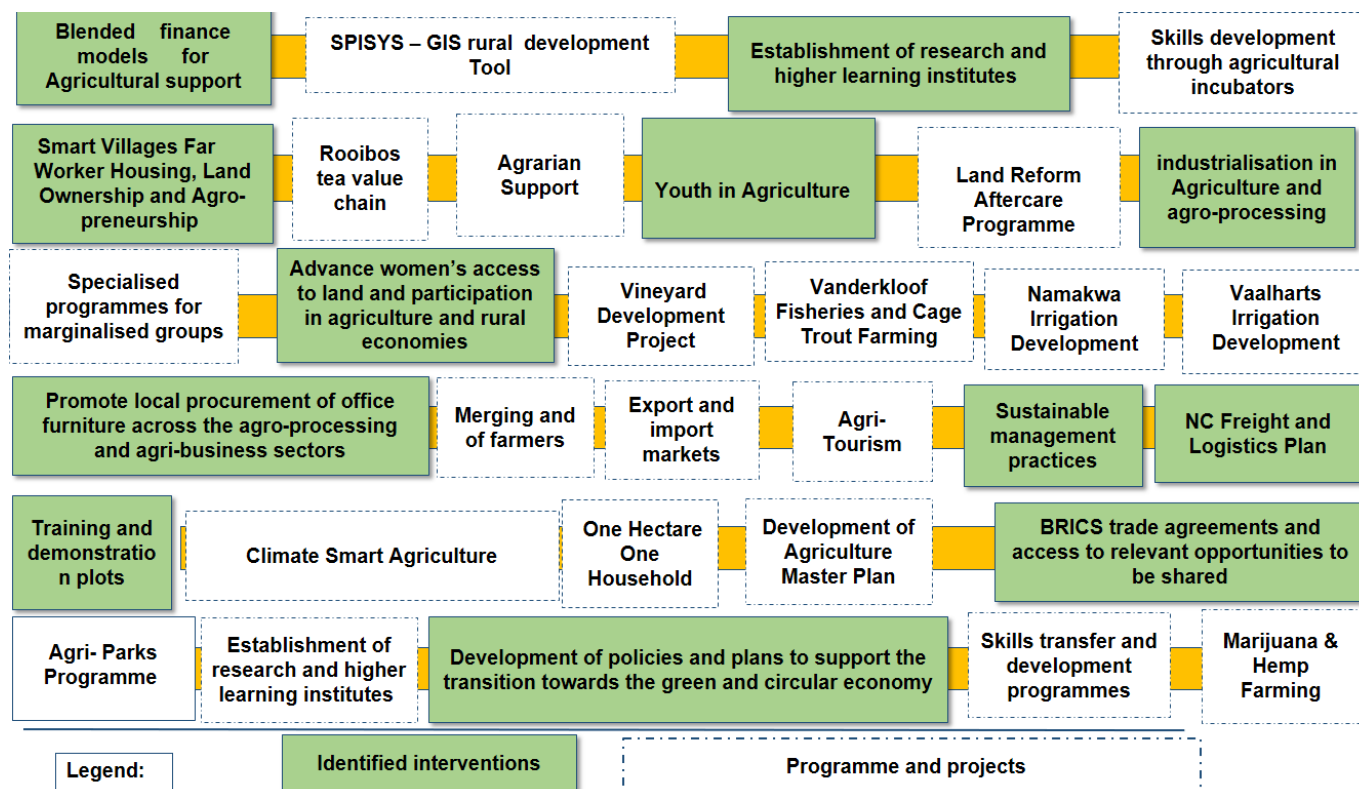 Blended finance
models for
Agricultural support
SPISYS – GIS rural development
Tool
Establishment of research and
higher learning institutes
Skills development
through agricultural
incubators
Smart Villages Far
Worker Housing, Land
Ownership and Agro-
preneurship
Rooibos
tea value
chain
Agrarian
Support
Youth in Agriculture
Land Reform
Aftercare
Programme
industrialisation in
Agriculture and
agro-processing
Specialised
programmes for
marginalised groups
Advance women’s access
to land and participation
in agriculture and rural
economies
Vineyard
Development
Project
Vanderkloof
Fisheries and Cage
Trout Farming
Namakwa
Irrigation
Development
Vaalharts
Irrigation
Development
Promote local procurement of office
furniture across the agro-processing
and agri-business sectors
Merging and
of farmers
Export and
import
markets
Agri-
Tourism
Sustainable
management
practices
NC Freight and
Logistics Plan
Training and
demonstratio
n plots
Climate Smart Agriculture
One Hectare
One
Household
Development of
Agriculture
Master Plan
BRICS trade agreements and
access to relevant opportunities to
be shared
Agri- Parks
Programme
Establishment of
research and higher
learning institutes
Development of policies and plans to support the
transition towards the green and circular economy
Skills transfer and
development
programmes
Marijuana &
Hemp
Farming
Legend:
Identified interventions
Programme and projects